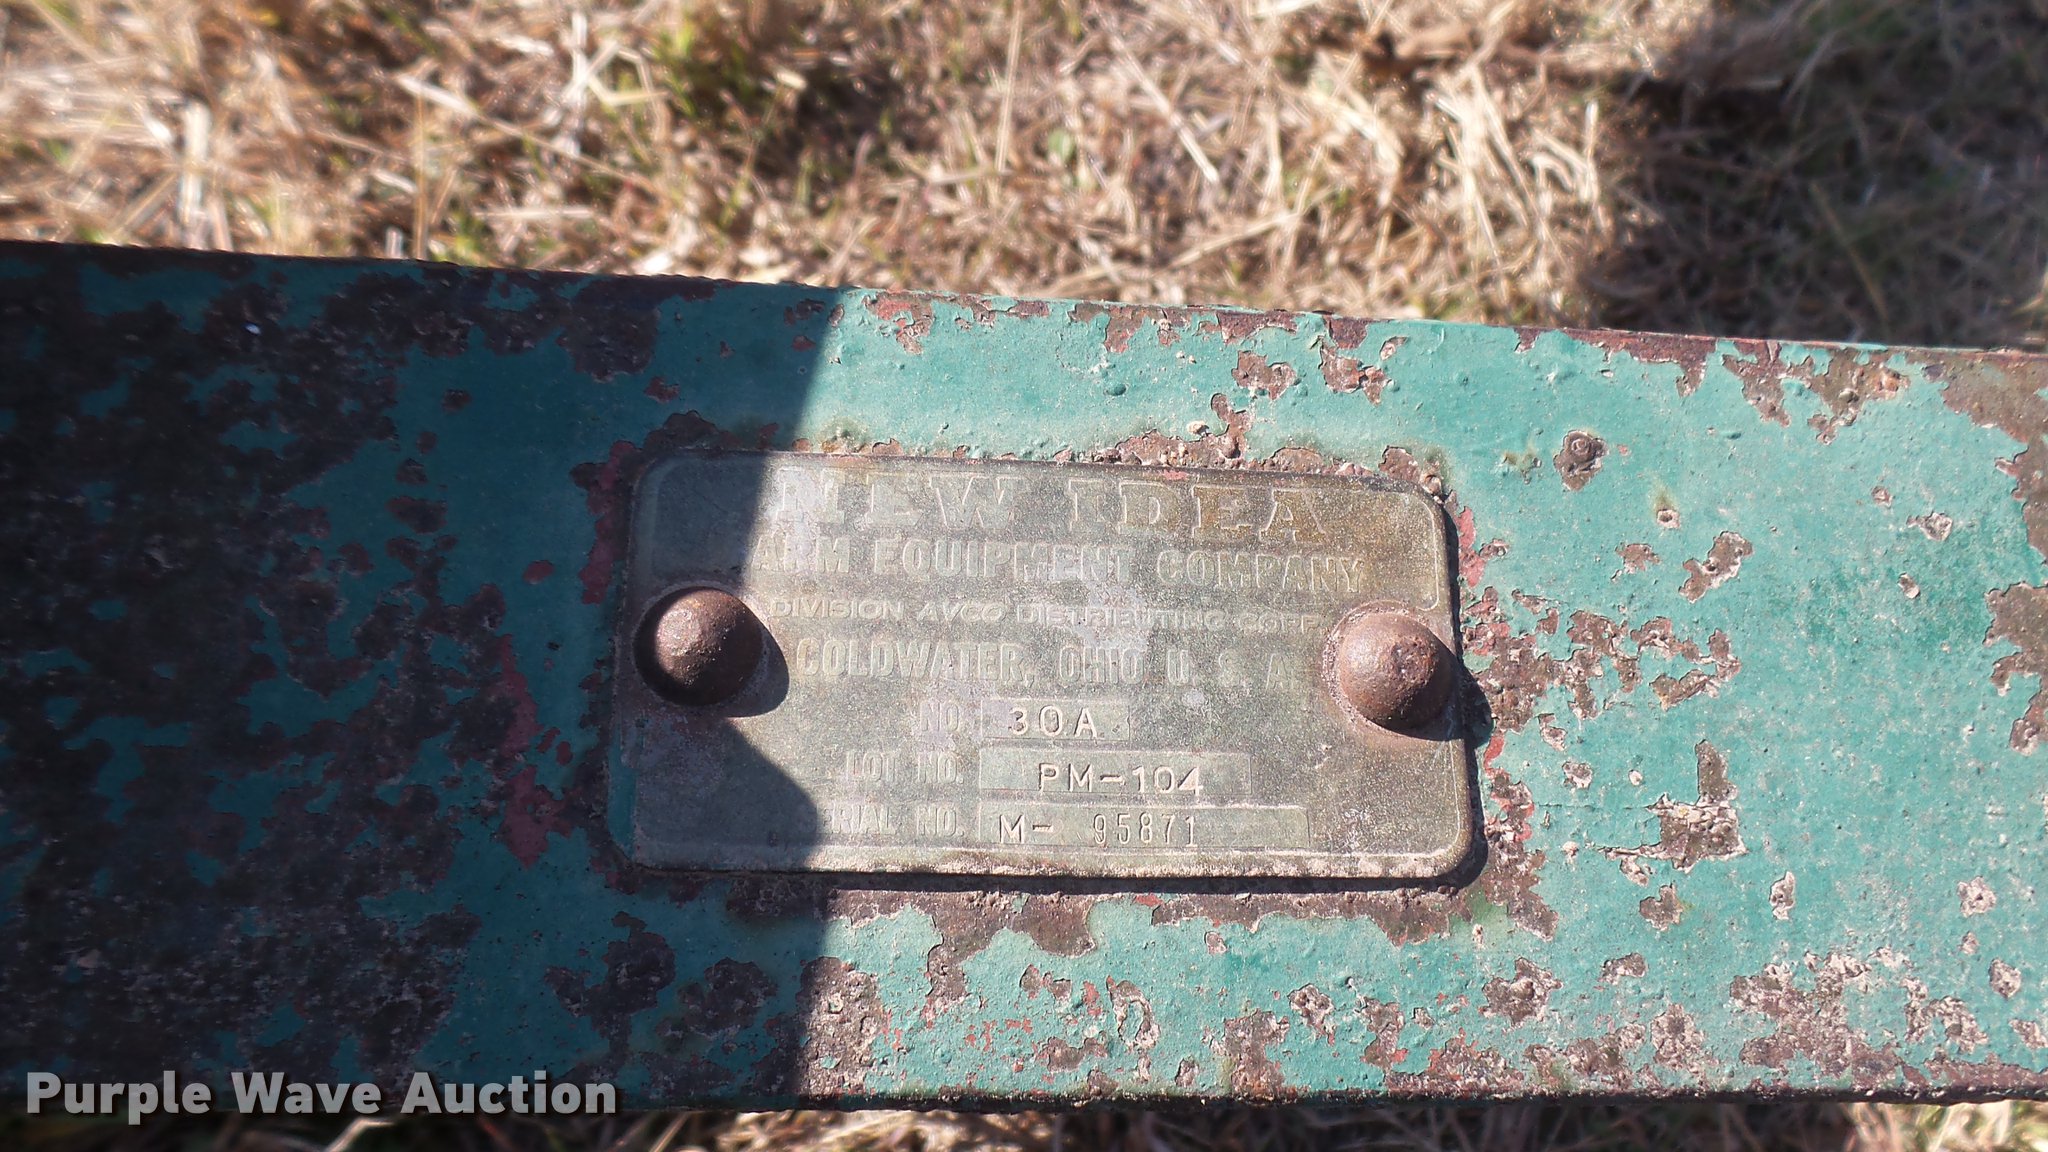 NEW IDEA
FARM EQUIPMENT COMPANY
DIVISION AVCO DISTRIBUTING CORP.
COLDWATER, OHIO U. S. A.
NO. 30A
LOT NO. PM-104
SERIAL NO. M- 95871
Purple Wave Auction